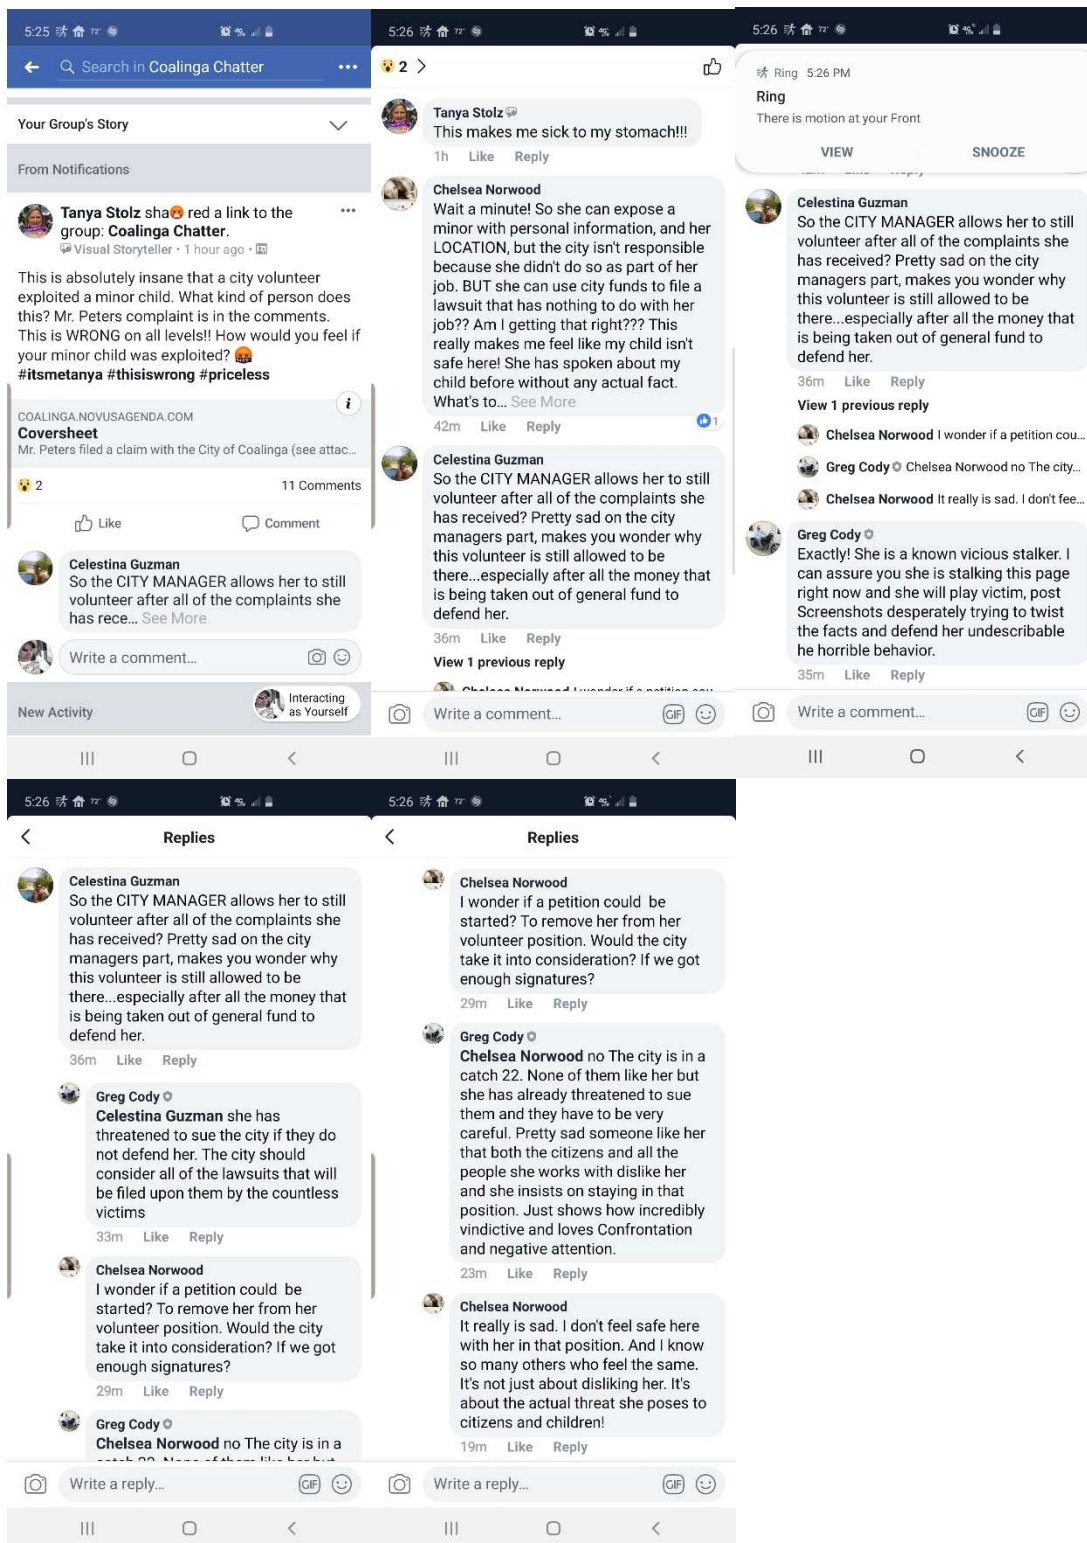 5:25 72°
Search in Coalinga Chatter
Your Group's Story
From Notifications
Tanya Stolz sha red a link to the
group: Coalinga Chatter.
Visual Storyteller • 1 hour ago •
This is absolutely insane that a city volunteer
exploited a minor child. What kind of person does
this? Mr. Peters complaint is in the comments.
This is WRONG on all levels!! How would you feel if
your minor child was exploited? 🤬
#itsmetanya #thisiswrong #priceless
i
COALINGA.NOVUSAGENDA.COM
Coversheet
Mr. Peters filed a claim with the City of Coalinga (see attac...
2
11 Comments
Like
Comment
Celestina Guzman
So the CITY MANAGER allows her to still
volunteer after all of the complaints she
has rece... See More
Write a comment...
New Activity
Interacting
as Yourself
5:26 72°
2
Tanya Stolz
This makes me sick to my stomach!!!
1h Like Reply
Chelsea Norwood
Wait a minute! So she can expose a
minor with personal information, and her
LOCATION, but the city isn't responsible
because she didn't do so as part of her
job. BUT she can use city funds to file a
lawsuit that has nothing to do with her
job?? Am I getting that right??? This
really makes me feel like my child isn't
safe here! She has spoken about my
child before without any actual fact.
What's to... See More
42m Like Reply
1
Celestina Guzman
So the CITY MANAGER allows her to still
volunteer after all of the complaints she
has received? Pretty sad on the city
managers part, makes you wonder why
this volunteer is still allowed to be
there...especially after all the money that
is being taken out of general fund to
defend her.
36m Like Reply
View 1 previous reply
Chelsea Norwood I wonder if a petition cou...
Write a comment...
GIF
5:26 72°
Ring 5:26 PM
Ring
There is motion at your Front
VIEW
SNOOZE
Celestina Guzman
So the CITY MANAGER allows her to still
volunteer after all of the complaints she
has received? Pretty sad on the city
managers part, makes you wonder why
this volunteer is still allowed to be
there...especially after all the money that
is being taken out of general fund to
defend her.
36m Like Reply
View 1 previous reply
Chelsea Norwood I wonder if a petition cou...
Greg Cody Chelsea Norwood no The city...
Chelsea Norwood It really is sad. I don't fee...
Greg Cody
Exactly! She is a known vicious stalker. I
can assure you she is stalking this page
right now and she will play victim, post
Screenshots desperately trying to twist
the facts and defend her undescribable
he horrible behavior.
35m Like Reply
Write a comment...
GIF
5:26 72°
Replies
Celestina Guzman
So the CITY MANAGER allows her to still
volunteer after all of the complaints she
has received? Pretty sad on the city
managers part, makes you wonder why
this volunteer is still allowed to be
there...especially after all the money that
is being taken out of general fund to
defend her.
36m Like Reply
Greg Cody
Celestina Guzman she has
threatened to sue the city if they do
not defend her. The city should
consider all of the lawsuits that will
be filed upon them by the countless
victims
33m Like Reply
Chelsea Norwood
I wonder if a petition could be
started? To remove her from her
volunteer position. Would the city
take it into consideration? If we got
enough signatures?
29m Like Reply
Greg Cody
Chelsea Norwood no The city is in a
catch 22. None of them like her but
Write a reply...
GIF
5:26 72°
Replies
Chelsea Norwood
I wonder if a petition could be
started? To remove her from her
volunteer position. Would the city
take it into consideration? If we got
enough signatures?
29m Like Reply
Greg Cody
Chelsea Norwood no The city is in a
catch 22. None of them like her but
she has already threatened to sue
them and they have to be very
careful. Pretty sad someone like her
that both the citizens and all the
people she works with dislike her
and she insists on staying in that
position. Just shows how incredibly
vindictive and loves Confrontation
and negative attention.
23m Like Reply
Chelsea Norwood
It really is sad. I don't feel safe here
with her in that position. And I know
so many others who feel the same.
It's not just about disliking her. It's
about the actual threat she poses to
citizens and children!
19m Like Reply
Write a reply...
GIF